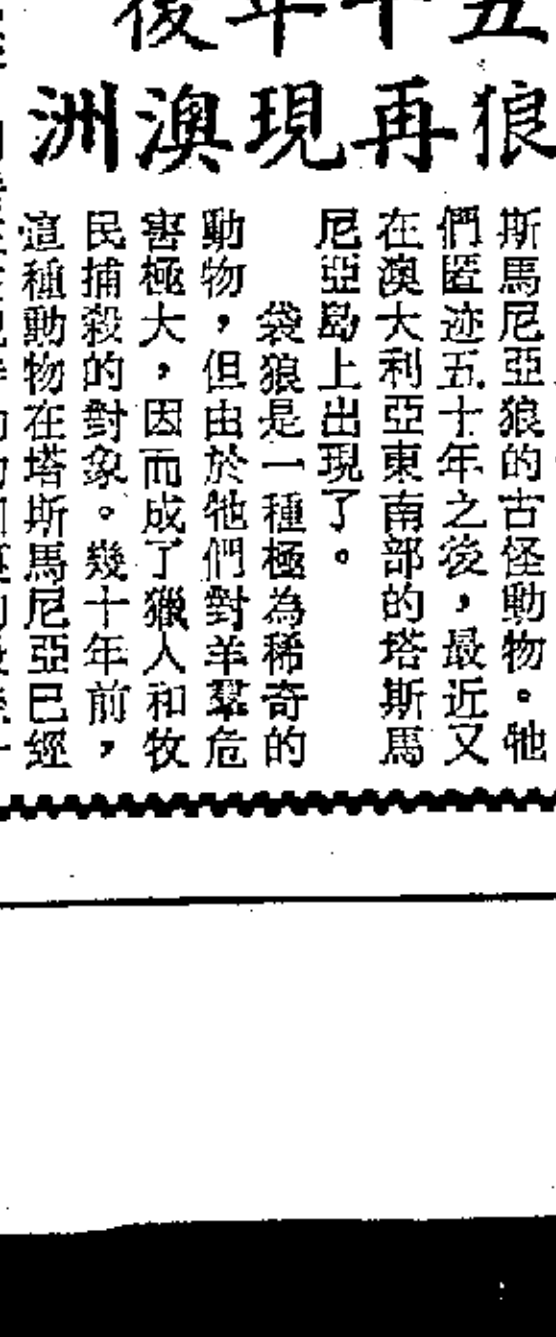 五十年後
狼再現澳洲
斯馬尼亞狼的古怪動物。牠
們匿迹五十年之後，最近又
在澳大利亞東南部的塔斯馬
尼亞島上出現了。
袋狼是一種極為稀奇的
動物，但由於牠們對羊羣危
害極大，因而成了獵人和牧
民捕殺的對象。幾十年前，
這種動物在塔斯馬尼亞已經